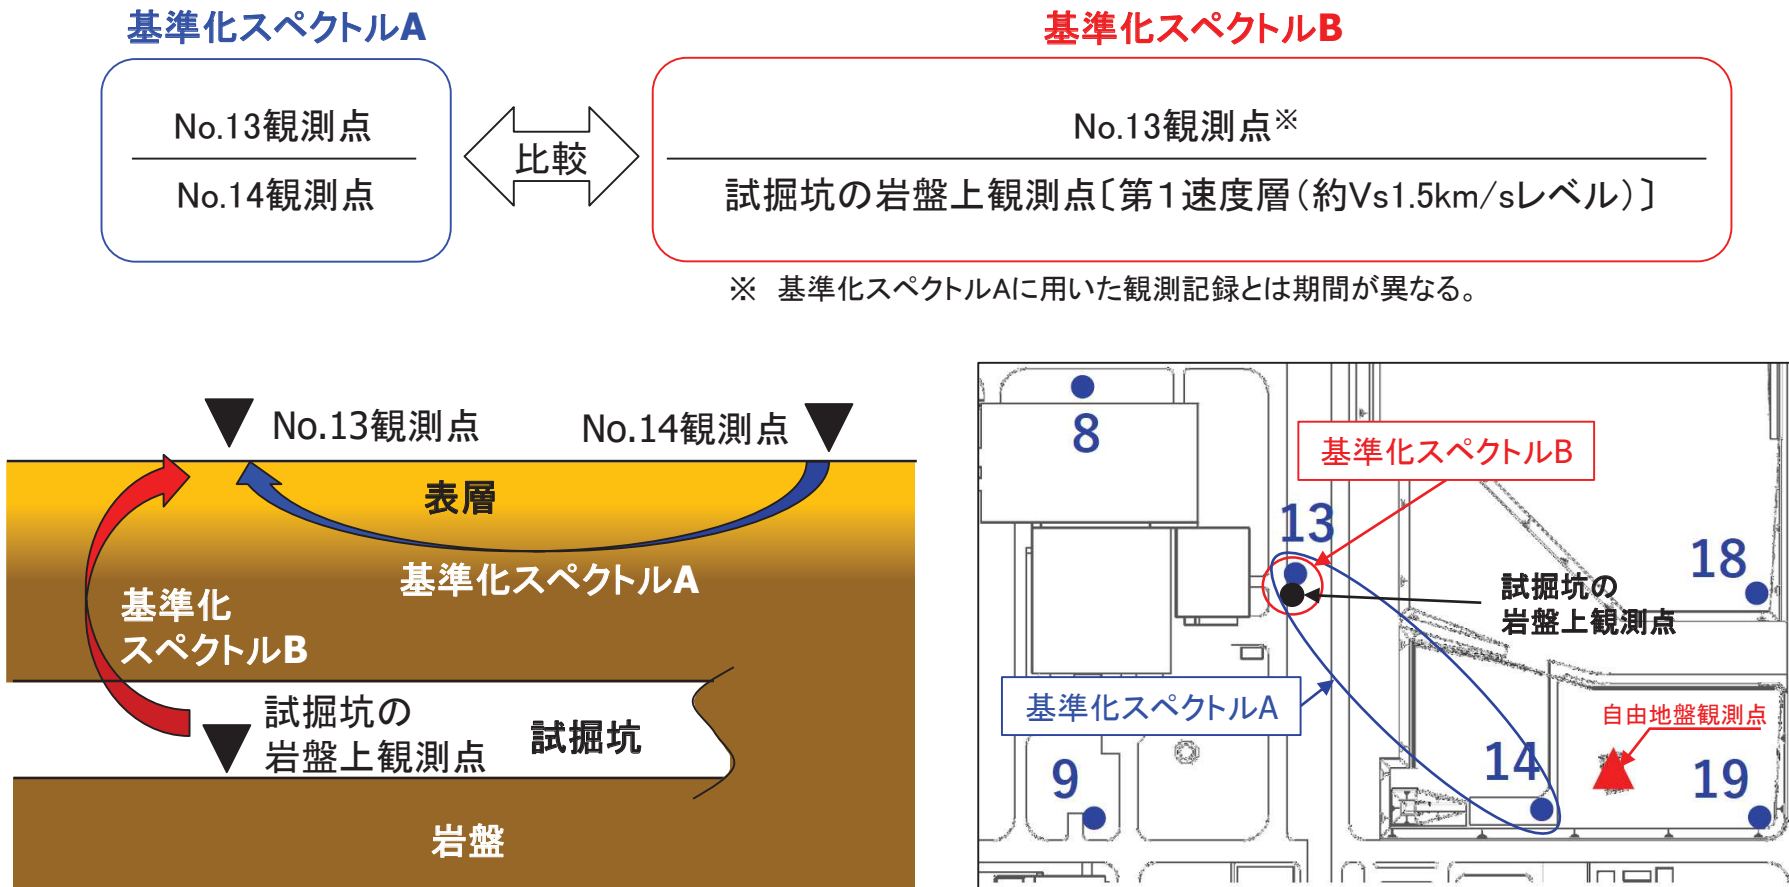 基準化スペクトルA
基準化スペクトルB
No.13観測点
No.14観測点
比較
No.13観測点※
試掘坑の岩盤上観測点〔第1速度層(約Vs1.5km/sレベル)〕
※ 基準化スペクトルAに用いた観測記録とは期間が異なる。
No.13観測点
No.14観測点
表層
基準化スペクトルA
基準化
スペクトルB
試掘坑の
岩盤上観測点
試掘坑
岩盤
8
基準化スペクトルB
13
18
試掘坑の
岩盤上観測点
基準化スペクトルA
自由地盤観測点
14
9
19